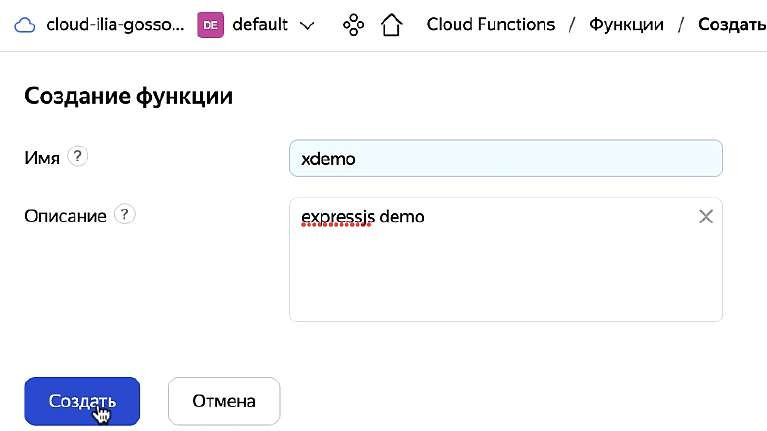 cloud-ilia-gosso... DE default Cloud Functions / Функции / Создать
Создание функции
Имя ? xdemo
Описание ? expressjs demo
Создать Отмена